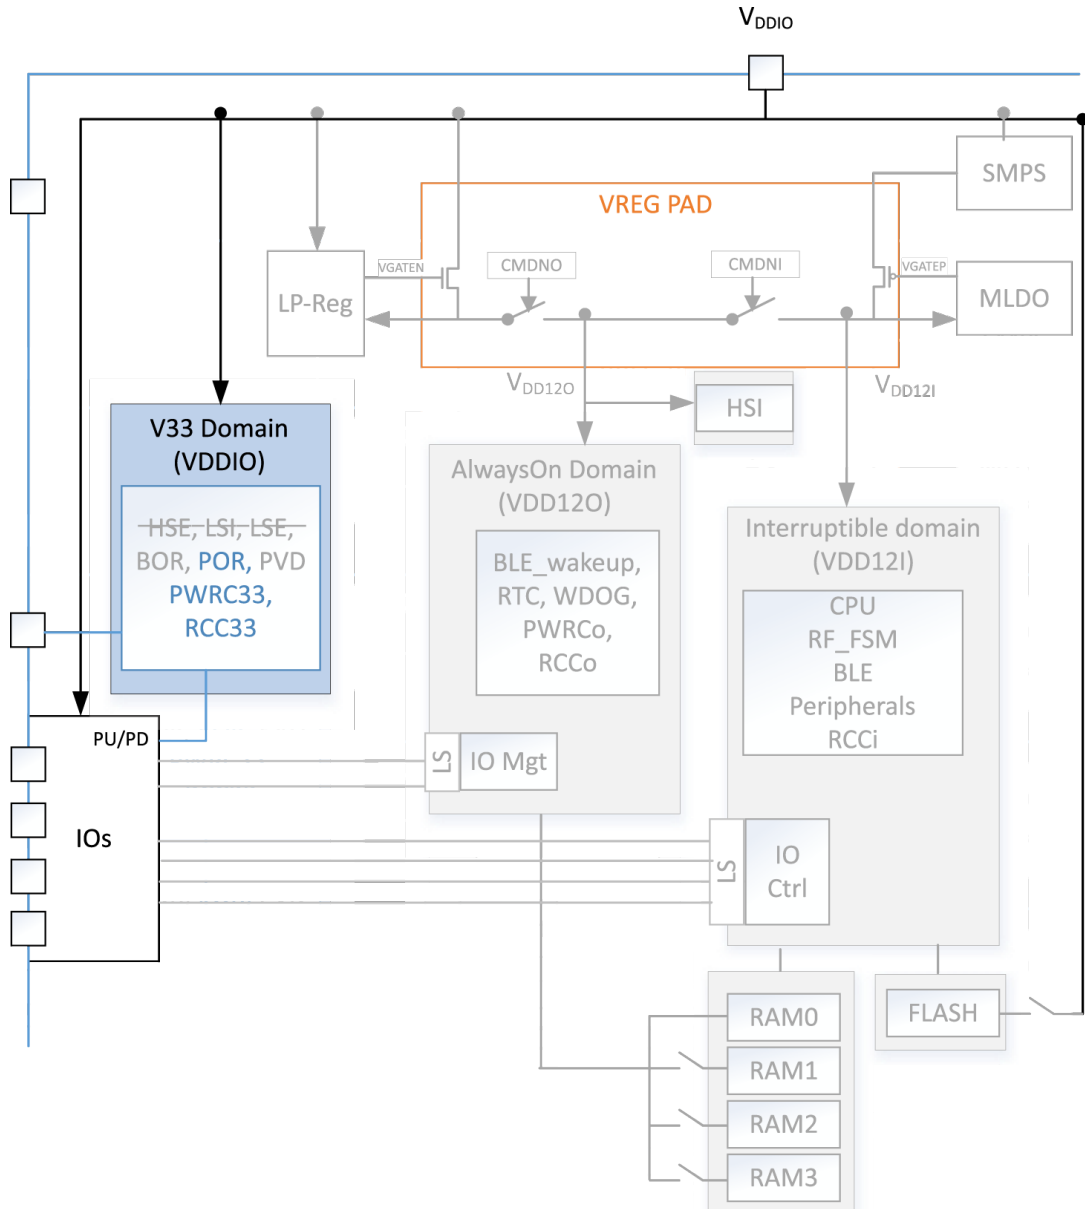 VDDIO
SMPS
VREG PAD
CMDNO
CMDNI
VGATEN
VGATEP
LP-Reg
MLDO
VDD12O
VDD12I
HSI
V33 Domain
(VDDIO)
HSE, LSI, LSE,
BOR, POR, PVD
PWRC33,
RCC33
AlwaysOn Domain
(VDD12O)
BLE_wakeup,
RTC, WDOG,
PWRCo,
RCCo
Interruptible domain
(VDD12I)
CPU
RF_FSM
BLE
Peripherals
RCCi
PU/PD
IOs
LS
IO Mgt
LS
IO
Ctrl
RAM0
RAM1
RAM2
RAM3
FLASH